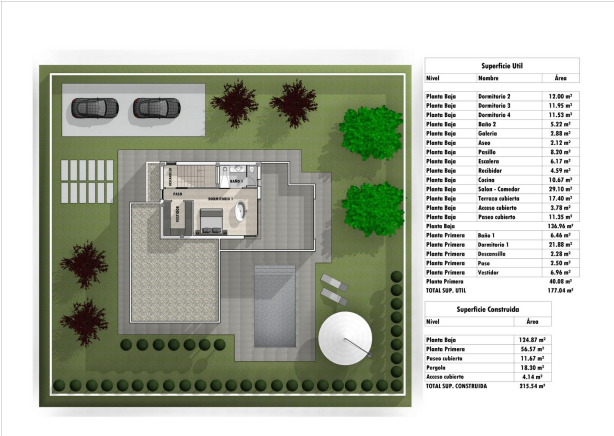 Superficie Util
Nivel Nombre Área
Planta Baja Dormitorio 2 12.00 m²
Planta Baja Dormitorio 3 11.95 m²
Planta Baja Dormitorio 4 11.53 m²
Planta Baja Baño 2 5.22 m²
Planta Baja Galeria 2.88 m²
Planta Baja Aseo 2.12 m²
Planta Baja Pasillo 8.20 m²
Planta Baja Escalera 6.17 m²
Planta Baja Recibidor 4.59 m²
Planta Baja Cocina 10.67 m²
Planta Baja Salon - Comedor 29.10 m²
Planta Baja Terraza cubierta 17.40 m²
Planta Baja Acceso cubierto 3.78 m²
Planta Baja Paseo cubierto 11.35 m²
Planta Baja 136.96 m²
Planta Primera Baño 1 6.46 m²
Planta Primera Dormitorio 1 21.88 m²
Planta Primera Descansillo 2.28 m²
Planta Primera Paso 2.50 m²
Planta Primera Vestidor 6.96 m²
Planta Primera 40.08 m²
TOTAL SUP. UTIL 177.04 m²
Superficie Construida
Nivel Área
Planta Baja 124.87 m²
Planta Primera 56.57 m²
Paseo cubierto 11.67 m²
Pergola 18.30 m²
Acceso cubierto 4.14 m²
TOTAL SUP. CONSTRUIDA 215.54 m²
BAÑO 1
PASO
DORMITORIO 1
VESTIDOR